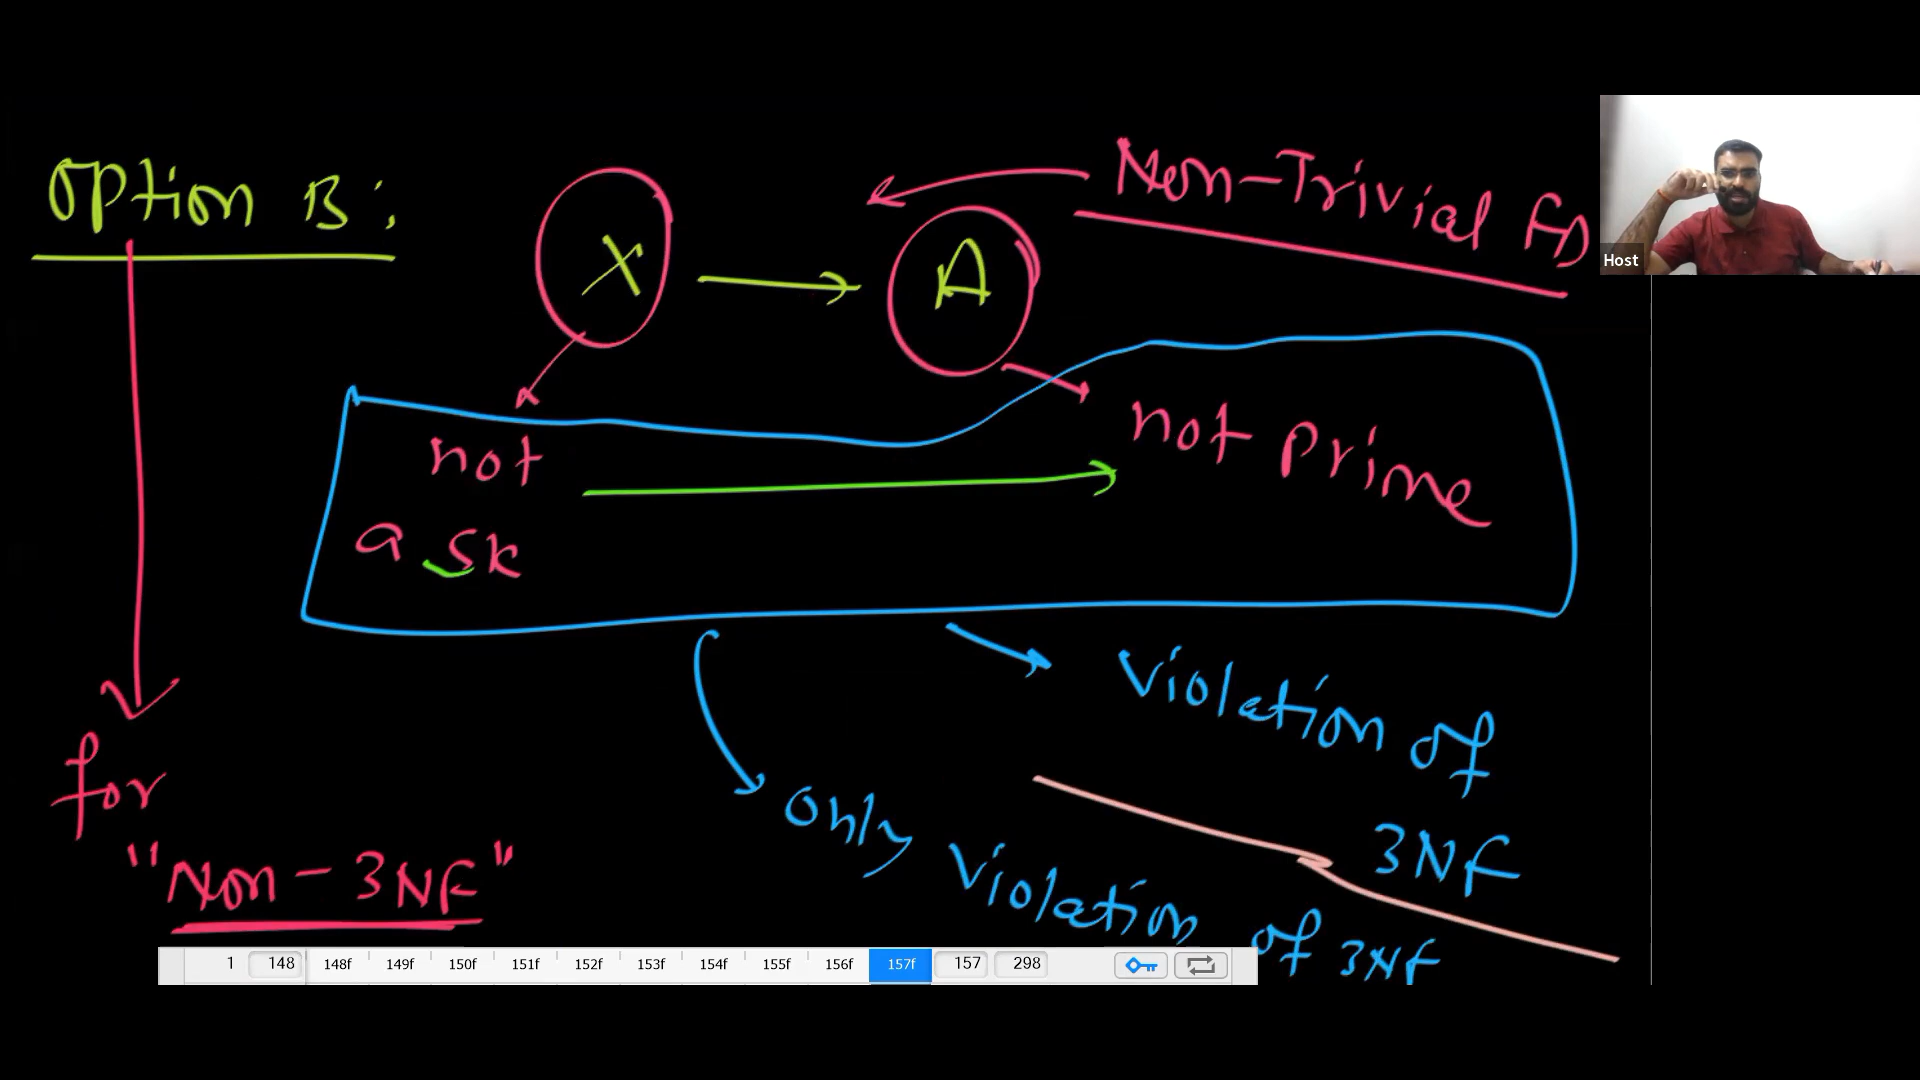 Option B:
X → A
Non-Trivial FD
Host
not
a SK
→
not Prime
for
"Non-3NF"
Violation of
3NF
Only Violation of 3NF
1 148 148f 149f 150f 151f 152f 153f 154f 155f 156f 157f 157 298